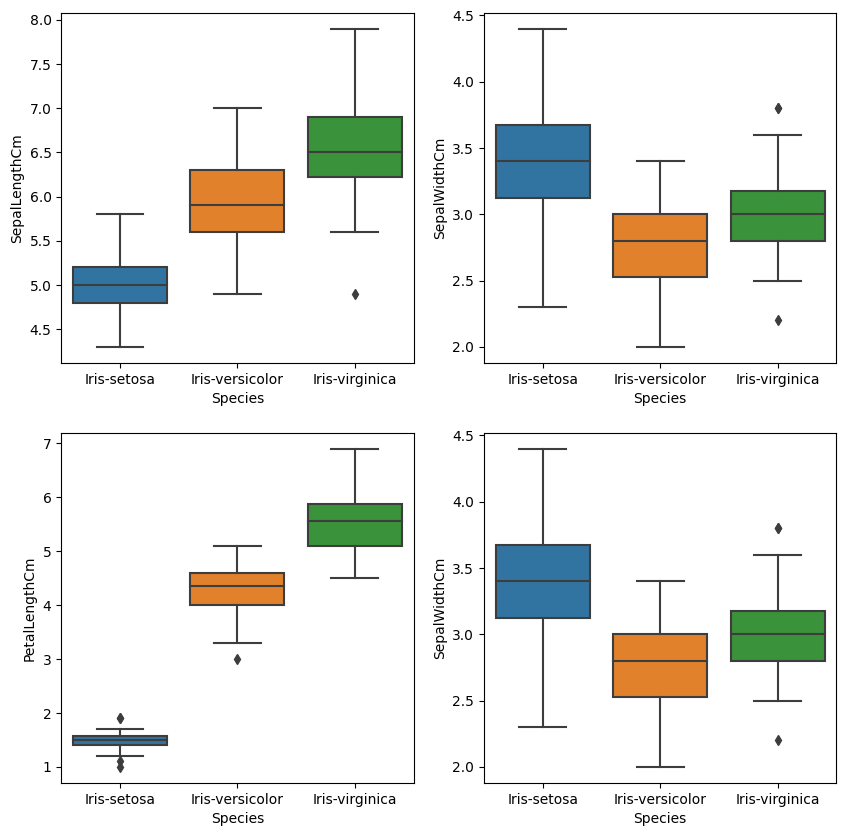 8.0
7.5
7.0
6.5
6.0
5.5
5.0
4.5
SepalLengthCm
Iris-setosa Iris-versicolor Iris-virginica
Species
4.5
4.0
3.5
3.0
2.5
2.0
SepalWidthCm
Iris-setosa Iris-versicolor Iris-virginica
Species
7
6
5
4
3
2
1
PetalLengthCm
Iris-setosa Iris-versicolor Iris-virginica
Species
4.5
4.0
3.5
3.0
2.5
2.0
SepalWidthCm
Iris-setosa Iris-versicolor Iris-virginica
Species